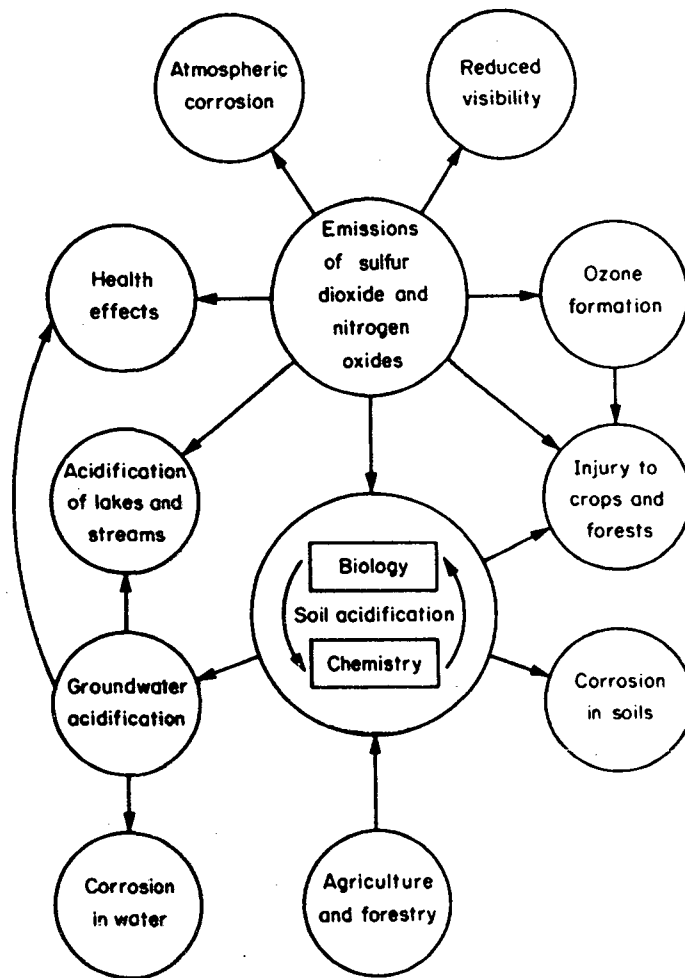 Atmospheric
corrosion
Reduced
visibility
Emissions
of sulfur
dioxide and
nitrogen
oxides
Health
effects
Ozone
formation
Acidification
of lakes and
streams
Injury to
crops and
forests
Biology
Soil acidification
Chemistry
Groundwater
acidification
Corrosion
in soils
Corrosion
in water
Agriculture
and forestry